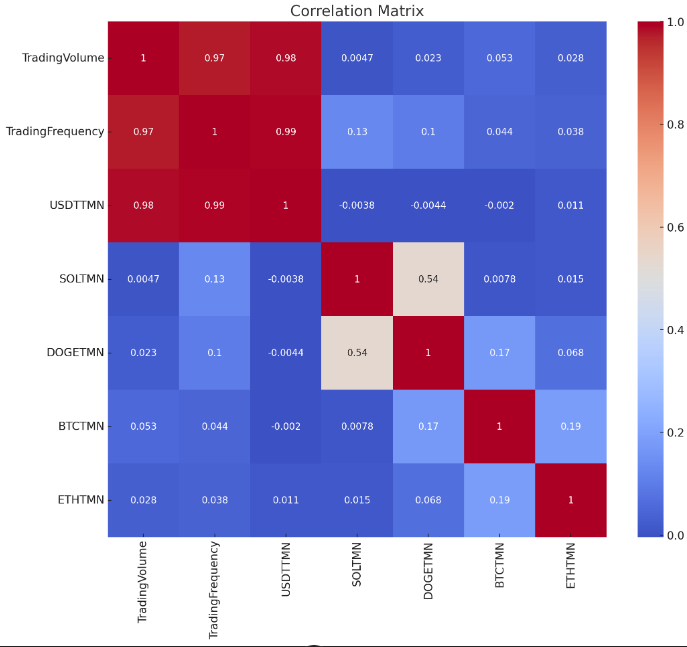 Correlation Matrix
TradingVolume 1 0.97 0.98 0.0047 0.023 0.053 0.028
TradingFrequency 0.97 1 0.99 0.13 0.1 0.044 0.038
USDTTMN 0.98 0.99 1 -0.0038 -0.0044 -0.002 0.011
SOLTMN 0.0047 0.13 -0.0038 1 0.54 0.0078 0.015
DOGETMN 0.023 0.1 -0.0044 0.54 1 0.17 0.068
BTCTMN 0.053 0.044 -0.002 0.0078 0.17 1 0.19
ETHTMN 0.028 0.038 0.011 0.015 0.068 0.19 1
TradingVolume
TradingFrequency
USDTTMN
SOLTMN
DOGETMN
BTCTMN
ETHTMN
1.0
0.8
0.6
0.4
0.2
0.0